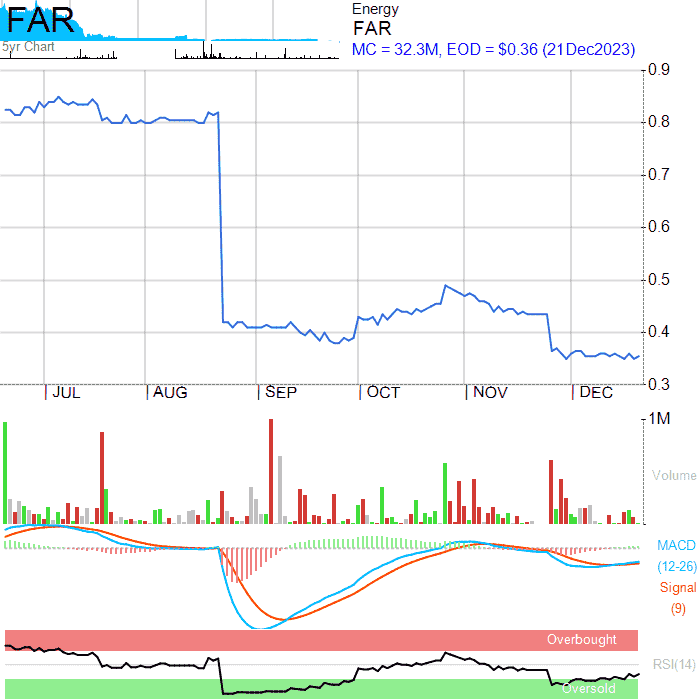 FAR
5yr Chart
Energy
FAR
MC = 32.3M, EOD = $0.36 (21Dec2023)
0.9
0.8
0.7
0.6
0.5
0.4
0.3
JUL AUG SEP OCT NOV DEC
1M
Volume
MACD
(12-26)
Signal
(9)
Overbought
RSI(14)
Oversold